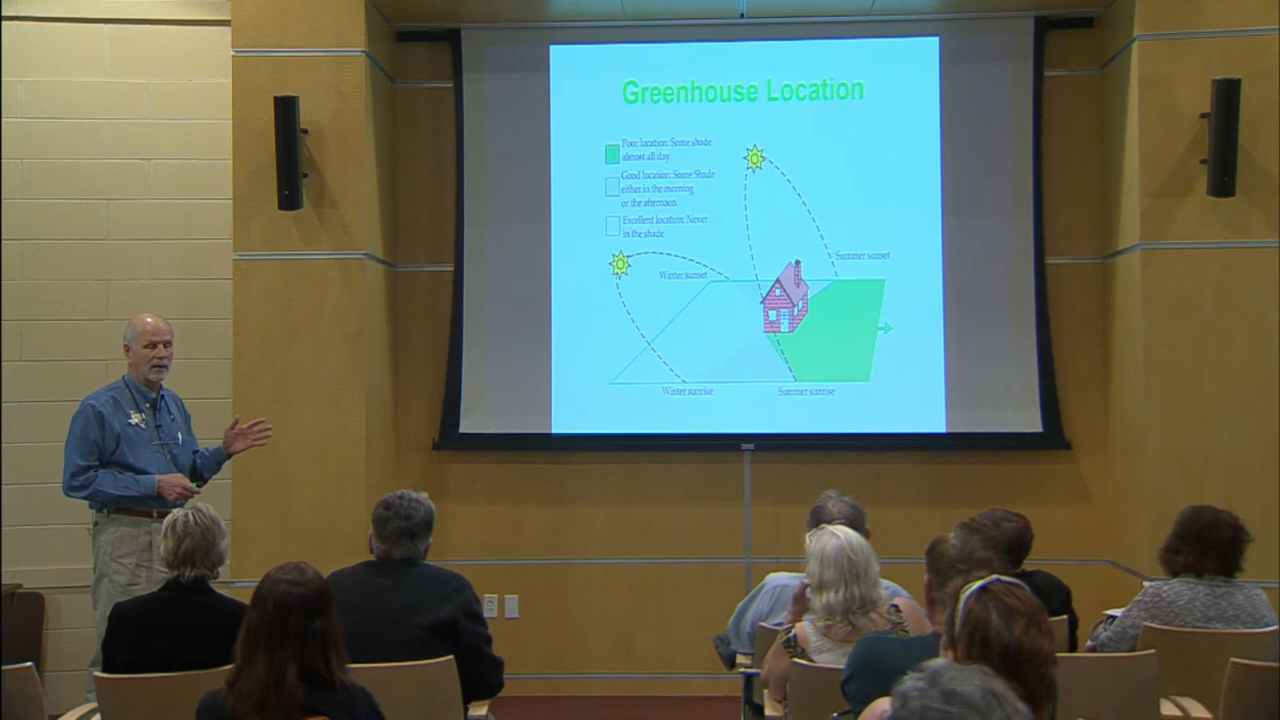 Greenhouse Location
Poor location: Some shade
almost all day
Good location: Some Shade
either in the morning
or the afternoon
Excellent location: Never
in the shade
Summer sunset
Winter sunset
Winter sunrise
Summer sunrise